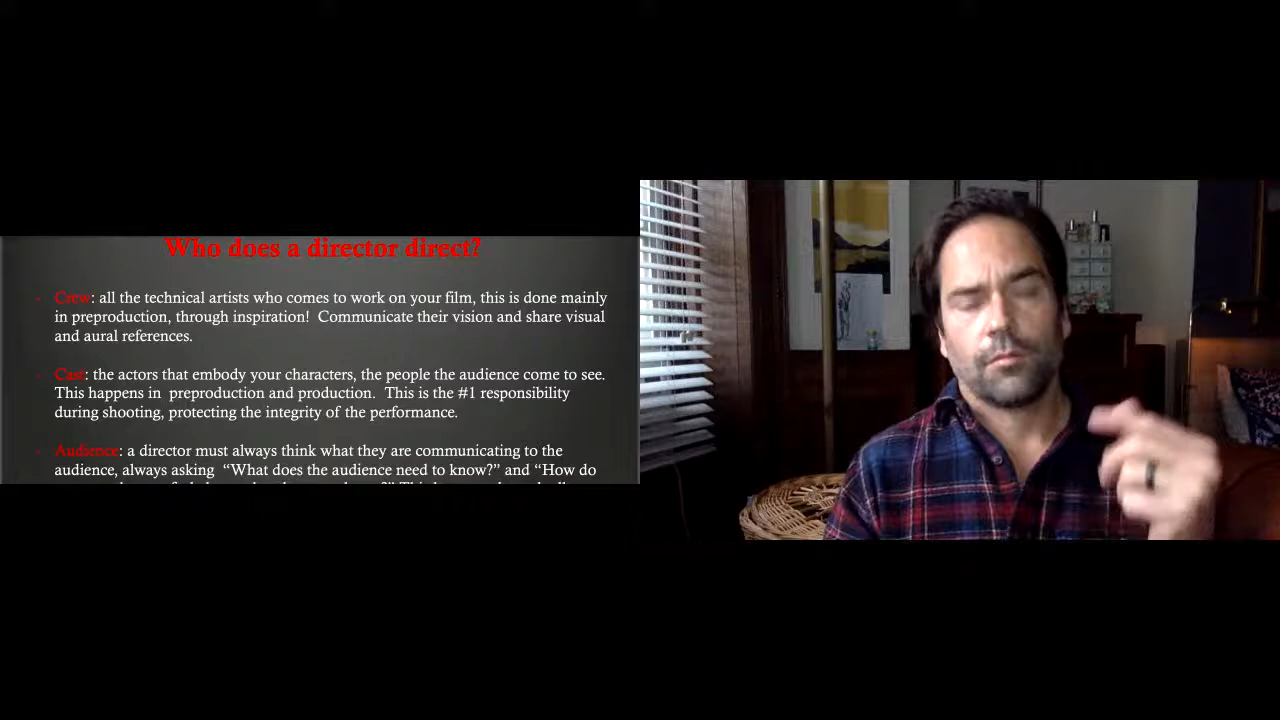 Who does a director direct?
- Crew: all the technical artists who comes to work on your film, this is done mainly
in preproduction, through inspiration! Communicate their vision and share visual
and aural references.
- Cast: the actors that embody your characters, the people the audience come to see.
This happens in preproduction and production. This is the #1 responsibility
during shooting, protecting the integrity of the performance.
- Audience: a director must always think what they are communicating to the
audience, always asking “What does the audience need to know?” and “How do